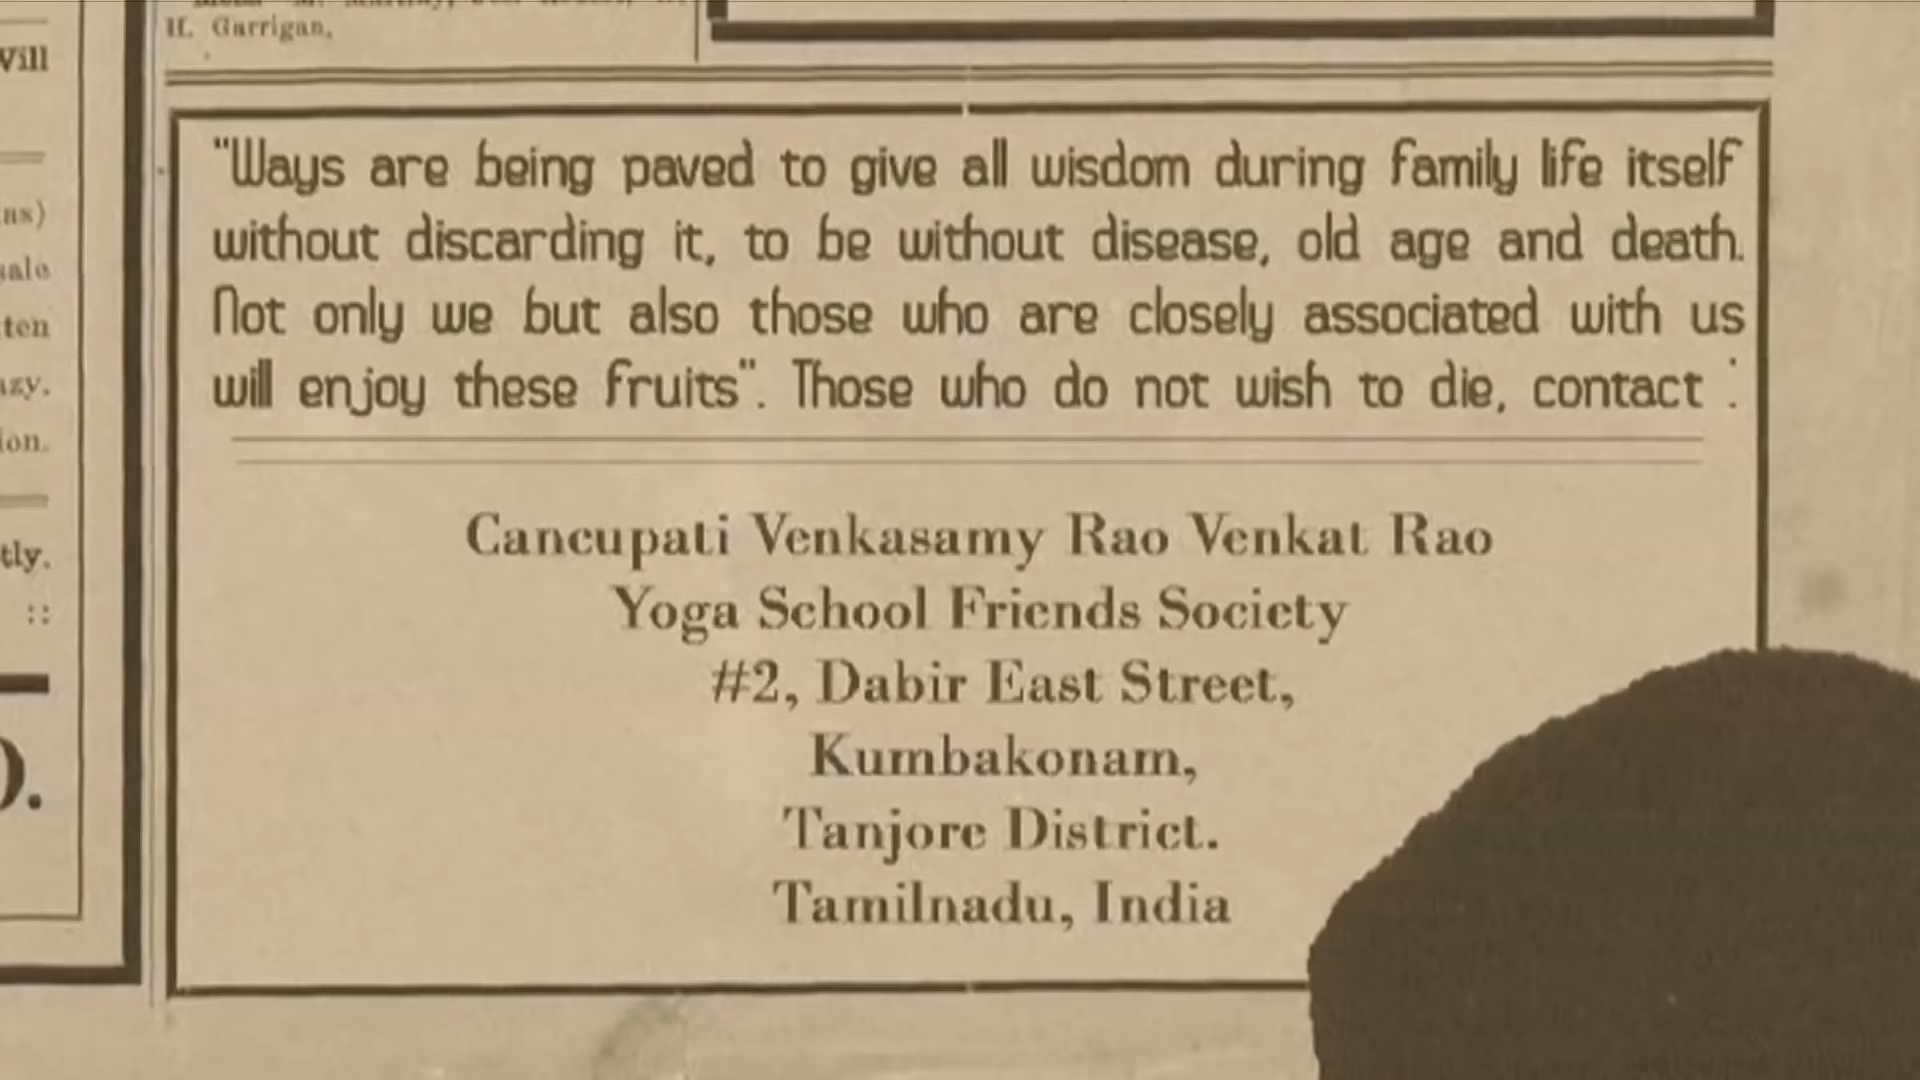 H. Garrigan,
Will
"Ways are being paved to give all wisdom during family life itself
without discarding it, to be without disease, old age and death.
Not only we but also those who are closely associated with us
will enjoy these fruits". Those who do not wish to die, contact :
Cancupati Venkasamy Rao Venkat Rao
Yoga School Friends Society
#2, Dabir East Street,
Kumbakonam,
Tanjore District.
Tamilnadu, India